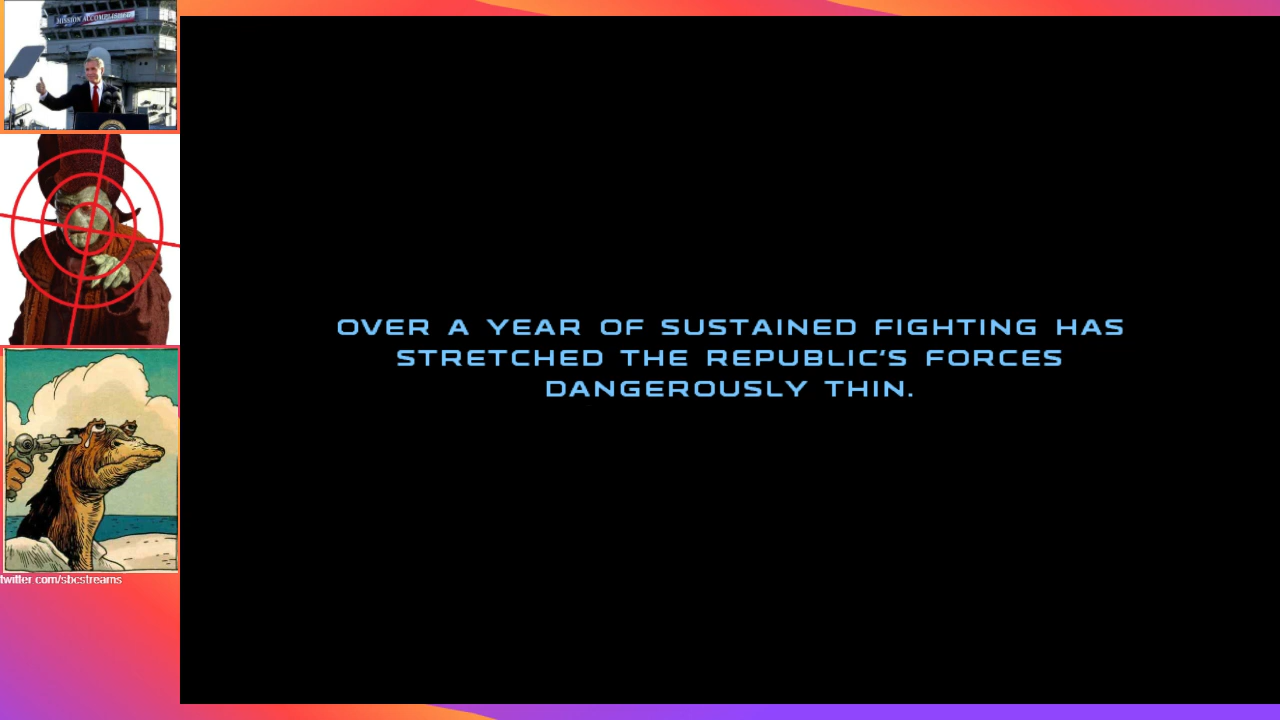 MISSION ACCOMPLISHED
OVER A YEAR OF SUSTAINED FIGHTING HAS
STRETCHED THE REPUBLIC'S FORCES
DANGEROUSLY THIN.
twitter.com/sbcstreams